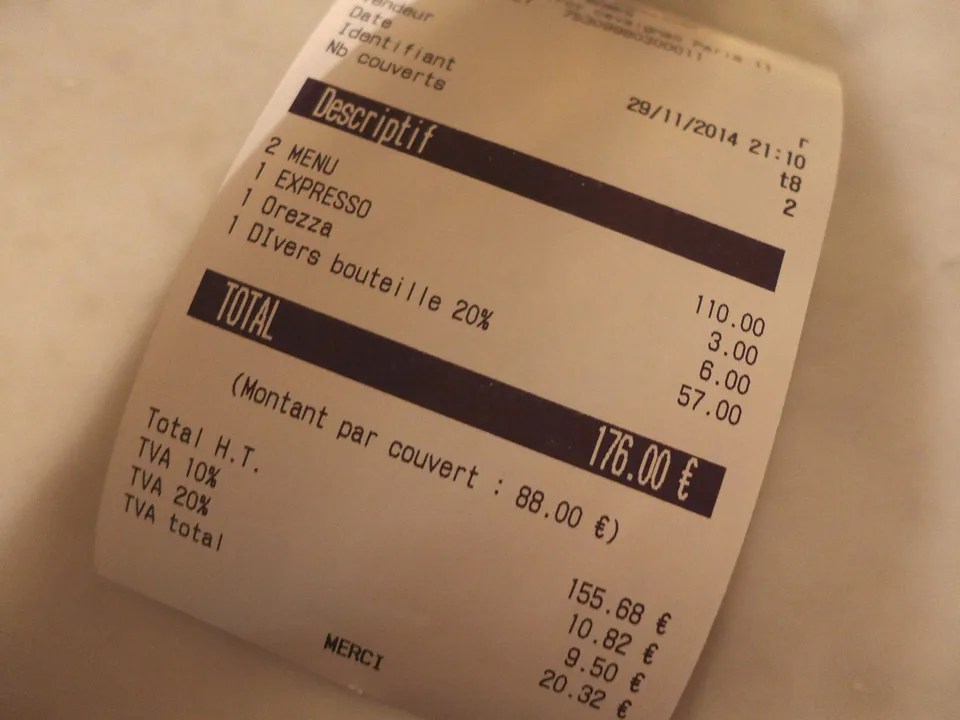 Date 29/11/2014 21:10
Identifiant t8
Nb couverts 2
Descriptif
2 MENU 110.00
1 EXPRESSO 3.00
1 Orezza 6.00
1 DIvers bouteille 20% 57.00
TOTAL 176.00 €
(Montant par couvert : 88.00 €)
Total H.T. 155.68 €
TVA 10% 10.82 €
TVA 20% 9.50 €
TVA total 20.32 €
MERCI